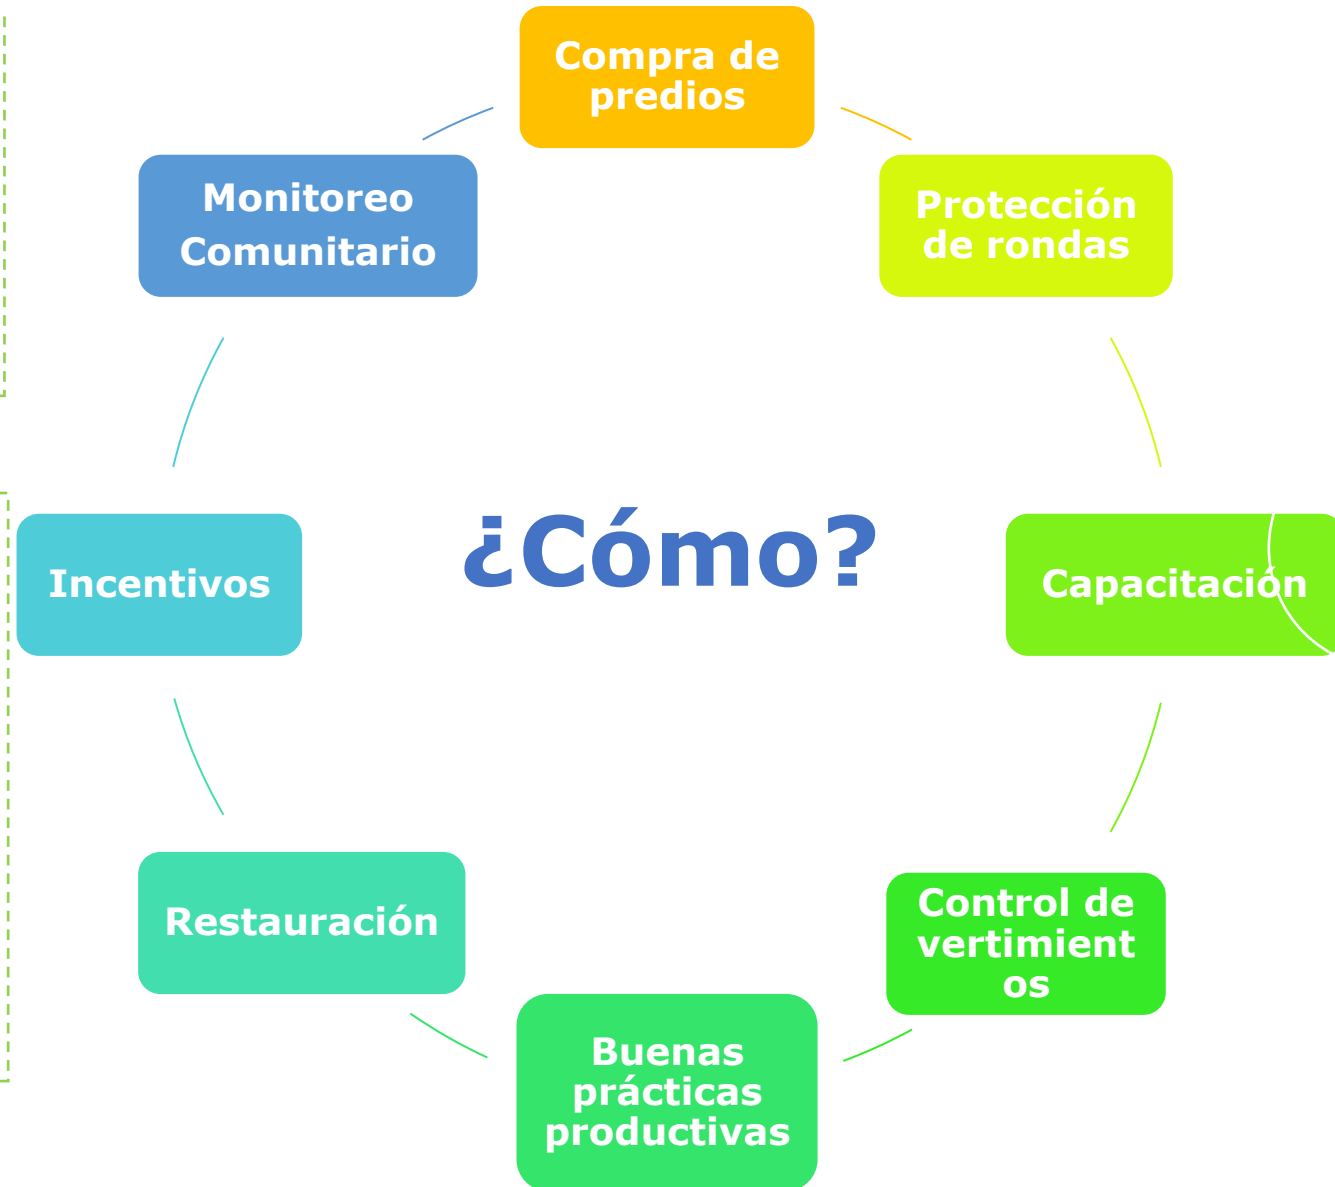 Compra de
predios
Protección
de rondas
Capacitación
Control de
vertimient
os
Buenas
prácticas
productivas
Restauración
Incentivos
Monitoreo
Comunitario
¿Cómo?